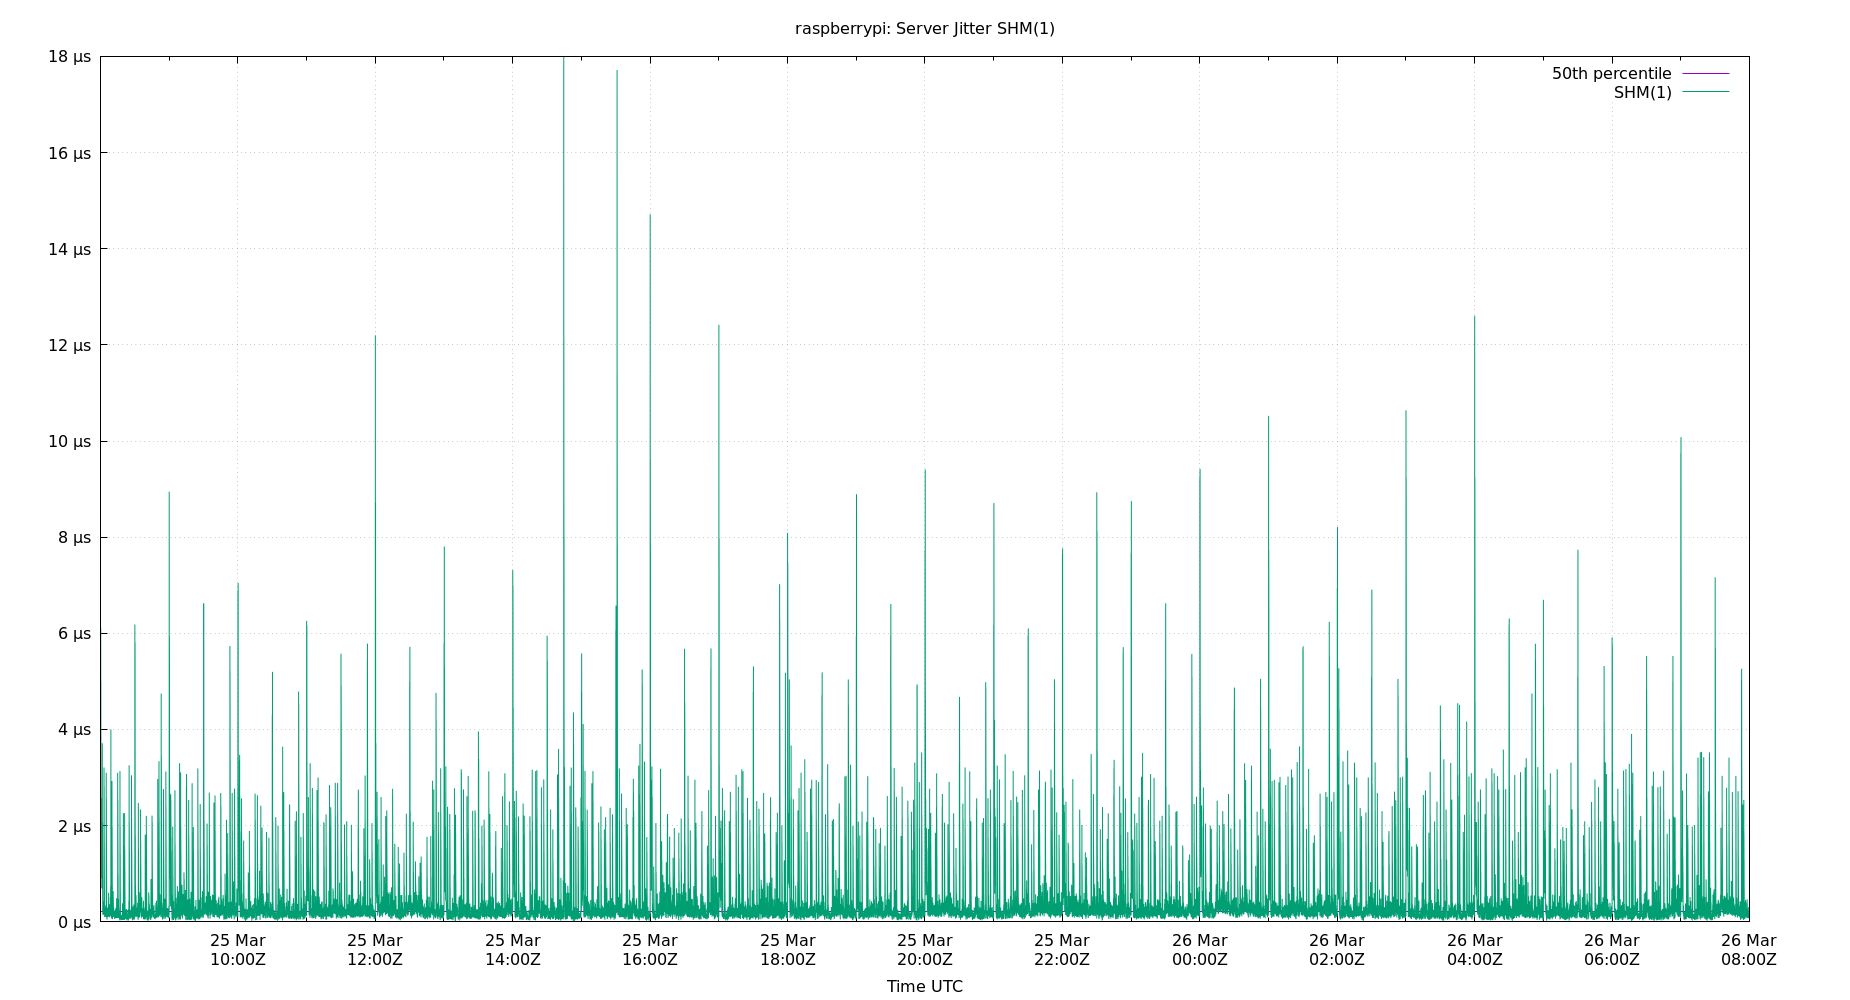 raspberrypi: Server Jitter SHM(1)
18 µs
16 µs
14 µs
12 µs
10 µs
8 µs
6 µs
4 µs
2 µs
0 µs
50th percentile
SHM(1)
25 Mar
10:00Z
25 Mar
12:00Z
25 Mar
14:00Z
25 Mar
16:00Z
25 Mar
18:00Z
25 Mar
20:00Z
25 Mar
22:00Z
26 Mar
00:00Z
26 Mar
02:00Z
26 Mar
04:00Z
26 Mar
06:00Z
26 Mar
08:00Z
Time UTC